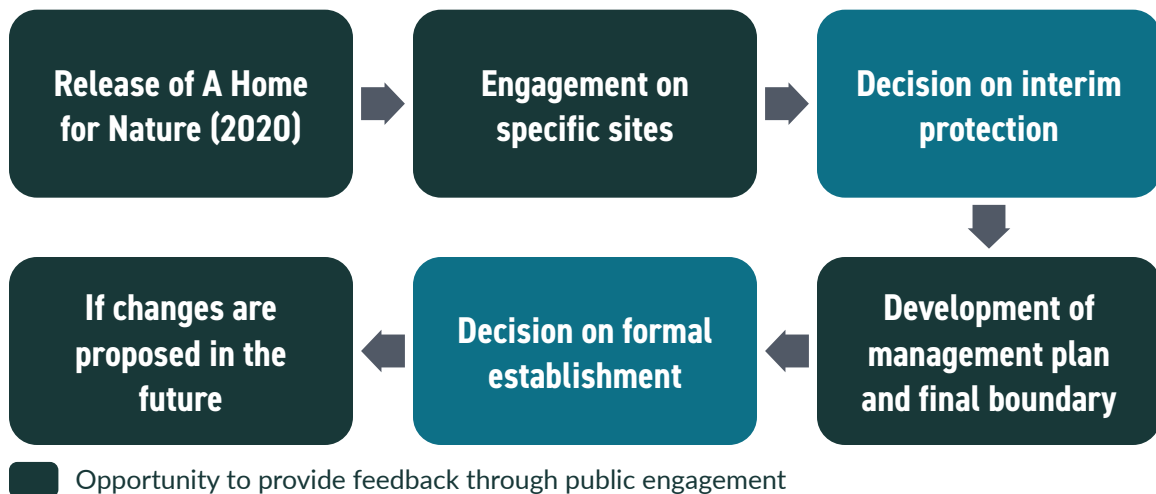 Release of A Home
for Nature (2020)
Engagement on
specific sites
Decision on interim
protection
Development of
management plan
and final boundary
Decision on formal
establishment
If changes are
proposed in the
future
Opportunity to provide feedback through public engagement